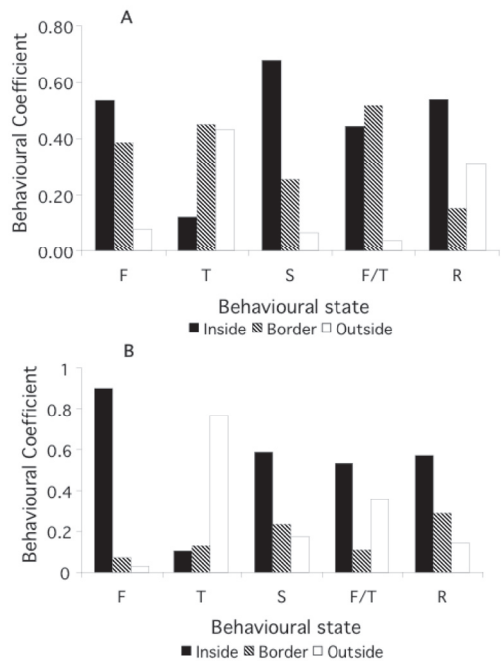 A
Behavioural Coefficient
0.80
0.60
0.40
0.20
0.00
F T S F/T R
Behavioural state
Inside Border Outside
B
Behavioural Coefficient
1
0.8
0.6
0.4
0.2
0
F T S F/T R
Behavioural state
Inside Border Outside